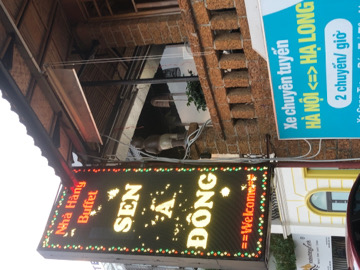 Xe chuyên tuyến
HÀ NỘI <=> HẠ LONG
2 chuyến/ giờ
Nhà Hàng
Buffet
SEN
Á
ĐÔNG
==Welcome==